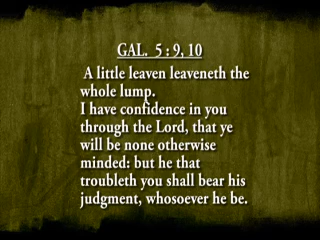 GAL. 5 : 9, 10
A little leaven leaveneth the
whole lump.
I have confidence in you
through the Lord, that ye
will be none otherwise
minded: but he that
troubleth you shall bear his
judgment, whosoever he be.